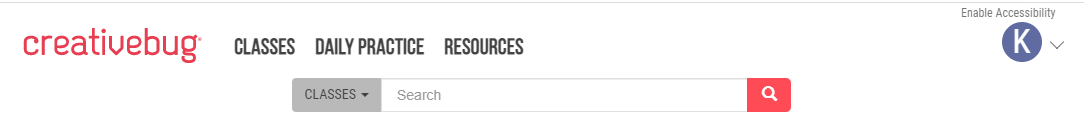 Enable Accessibility
creativebug® CLASSES DAILY PRACTICE RESOURCES K
CLASSES Search